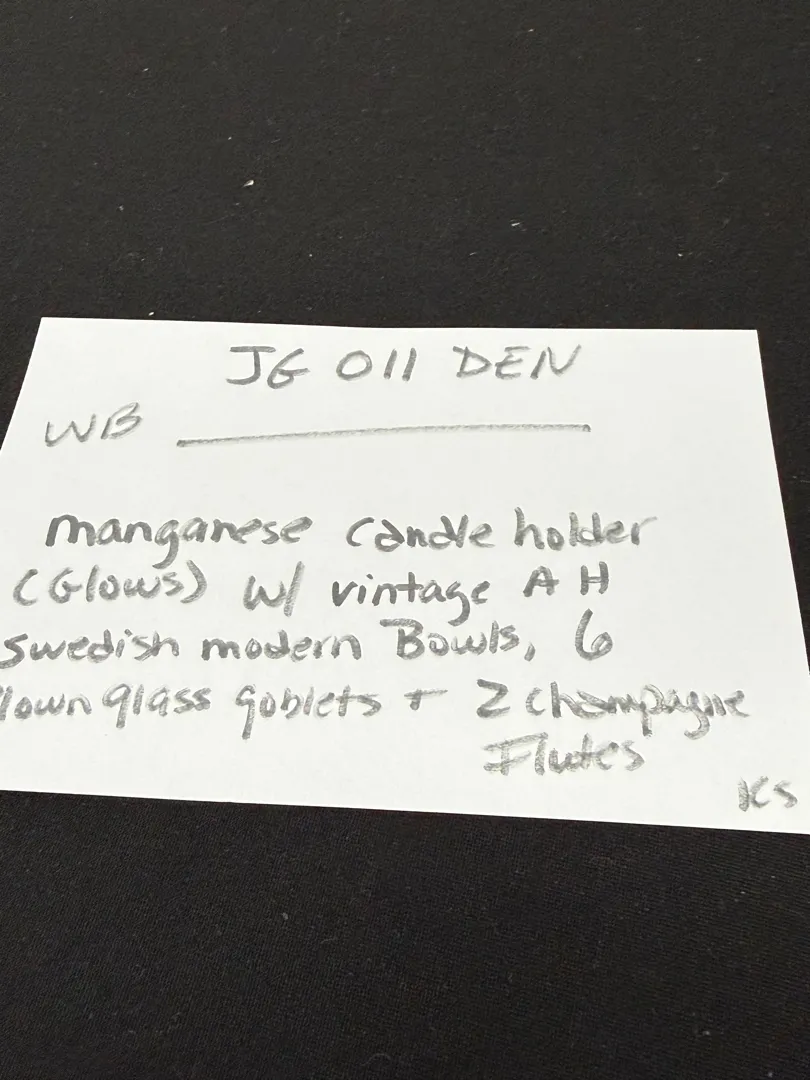 JG 011 DEN
WB
manganese candle holder
(Glows) w/ vintage A H
Swedish modern Bowls, 6
lown glass goblets + 2 champagne
Flutes
KS